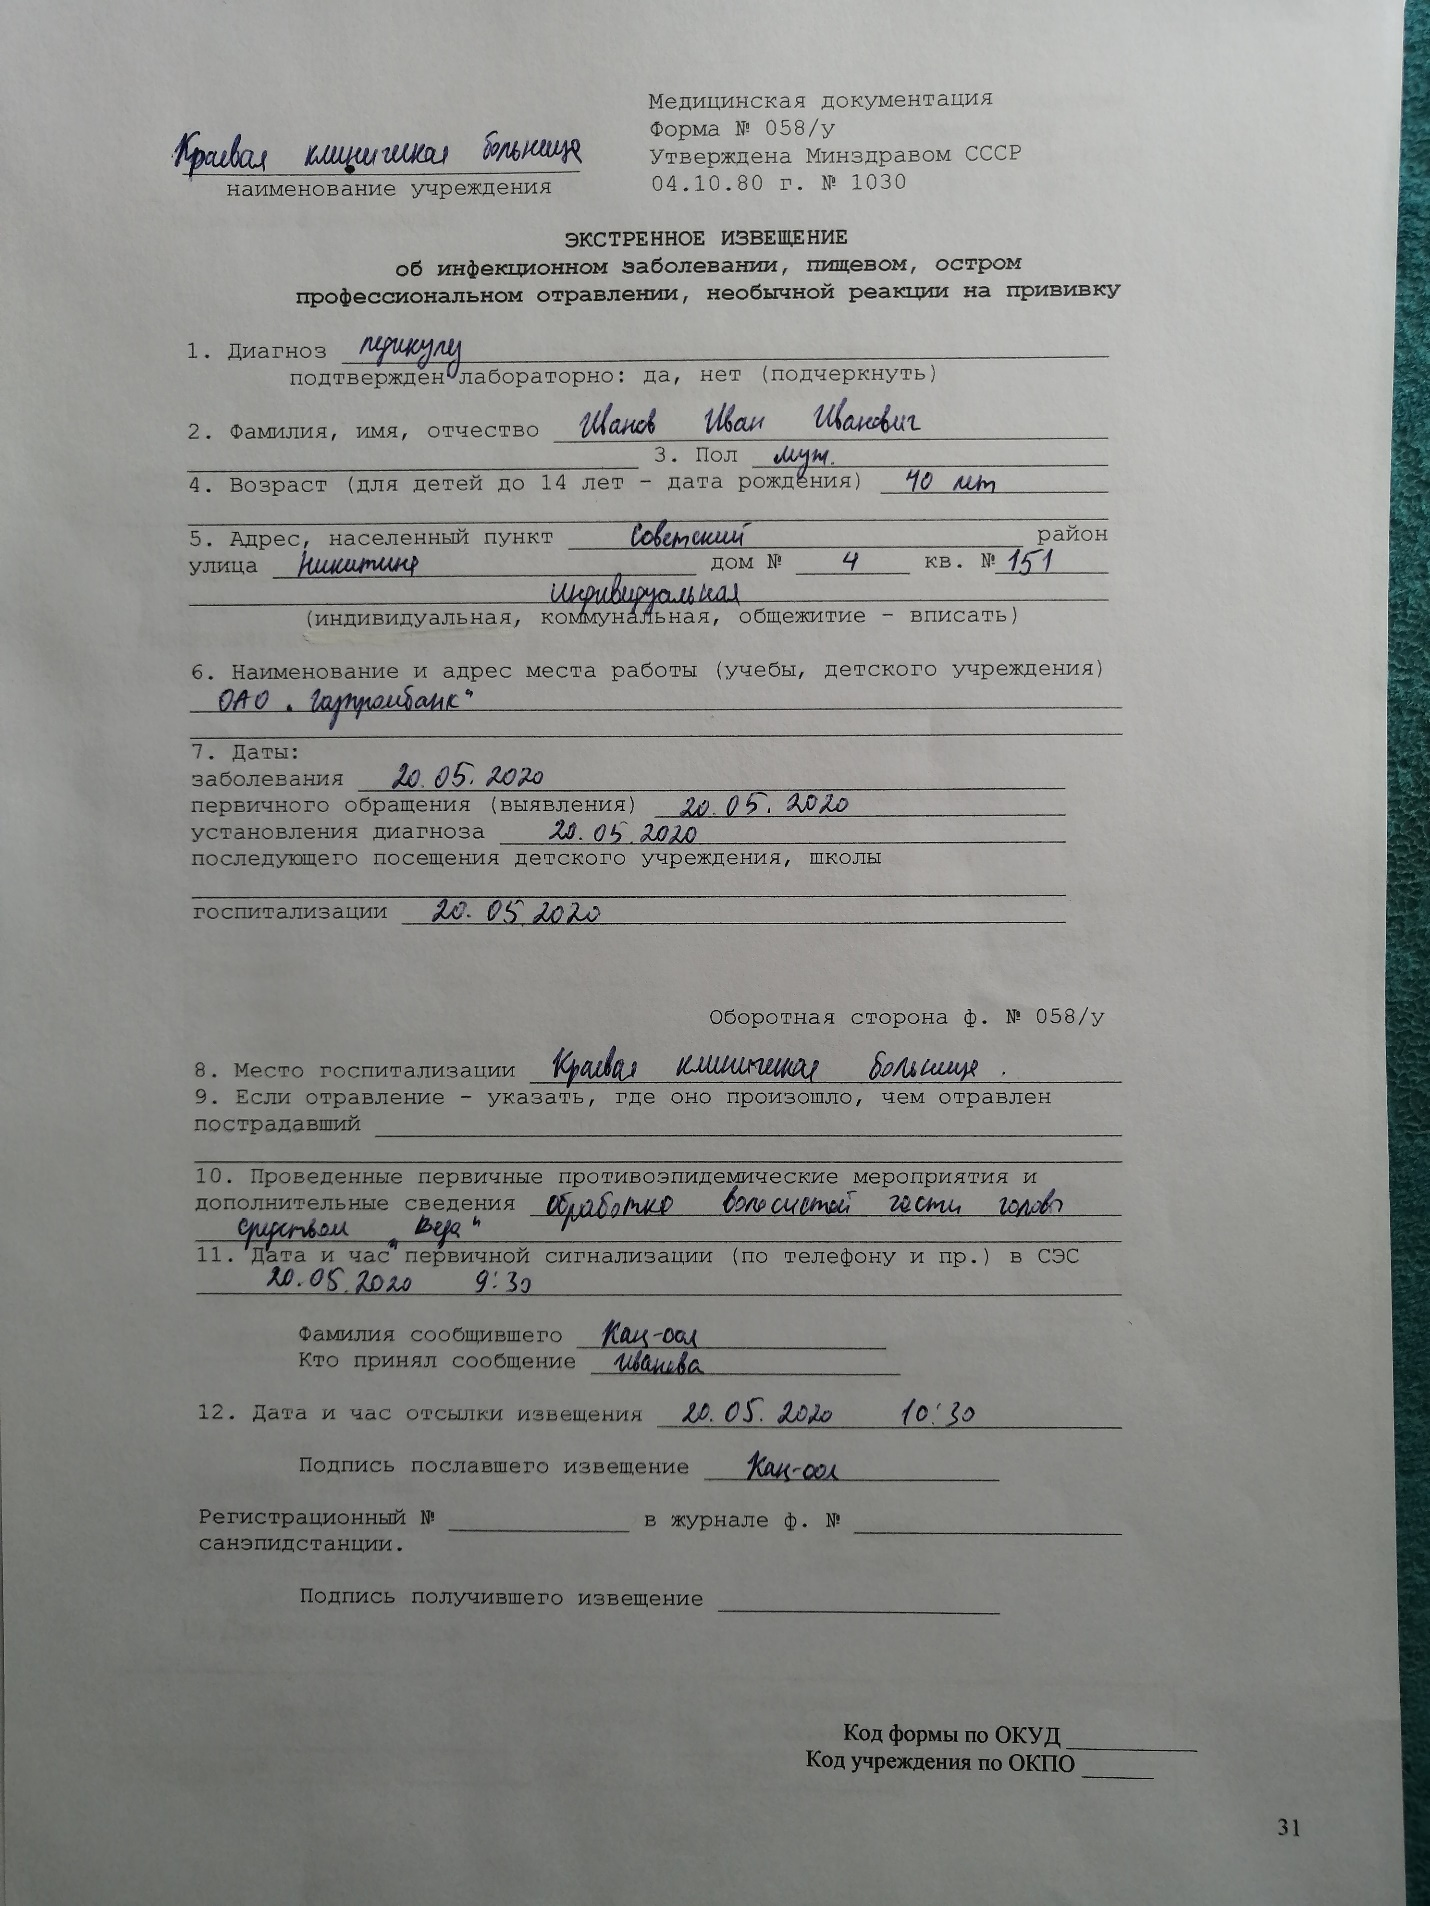 Медицинская документация
Форма № 058/у
Утверждена Минздравом СССР
04.10.80 г. № 1030
Краевая клиническая больница
наименование учреждения
ЭКСТРЕННОЕ ИЗВЕЩЕНИЕ
об инфекционном заболевании, пищевом, остром
профессиональном отравлении, необычной реакции на прививку
1. Диагноз педикулез
подтвержден лабораторно: да, нет (подчеркнуть)
2. Фамилия, имя, отчество Иванов Иван Иванович
3. Пол муж.
4. Возраст (для детей до 14 лет - дата рождения) 40 лет
5. Адрес, населенный пункт Советский район
улица Никитина дом № 4 кв. № 151
индивидуальная
(индивидуальная, коммунальная, общежитие - вписать)
6. Наименование и адрес места работы (учебы, детского учреждения)
ОАО „Газпромбанк"
7. Даты:
заболевания 20.05.2020
первичного обращения (выявления) 20.05.2020
установления диагноза 20.05.2020
последующего посещения детского учреждения, школы
госпитализации 20.05.2020
Оборотная сторона ф. № 058/у
8. Место госпитализации Краевая клиническая больница.
9. Если отравление - указать, где оно произошло, чем отравлен
пострадавший
10. Проведенные первичные противоэпидемические мероприятия и
дополнительные сведения обработка волосистой части головы
средством „Веда"
11. Дата и час первичной сигнализации (по телефону и пр.) в СЭС
20.05.2020 9:30
Фамилия сообщившего Кац-оол
Кто принял сообщение Иванова
12. Дата и час отсылки извещения 20.05.2020 10:30
Подпись пославшего извещение Кац-оол
Регистрационный № в журнале ф. №
санэпидстанции.
Подпись получившего извещение
Код формы по ОКУД
Код учреждения по ОКПО
31